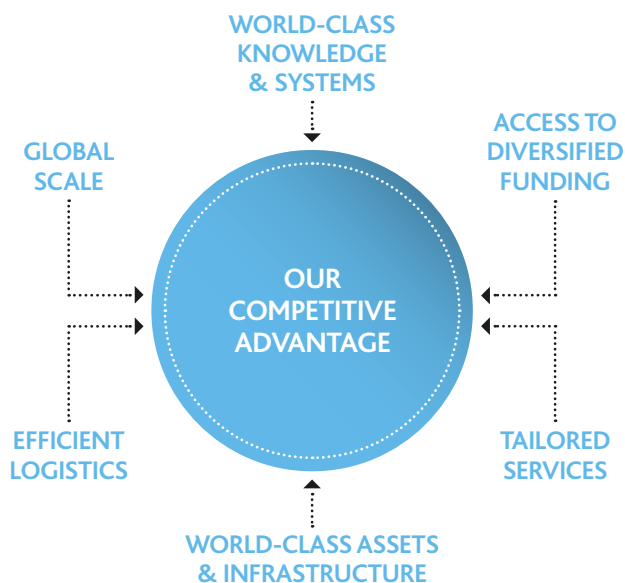 WORLD-CLASS
KNOWLEDGE
& SYSTEMS
GLOBAL
SCALE
ACCESS TO
DIVERSIFIED
FUNDING
OUR
COMPETITIVE
ADVANTAGE
EFFICIENT
LOGISTICS
TAILORED
SERVICES
WORLD-CLASS ASSETS
& INFRASTRUCTURE